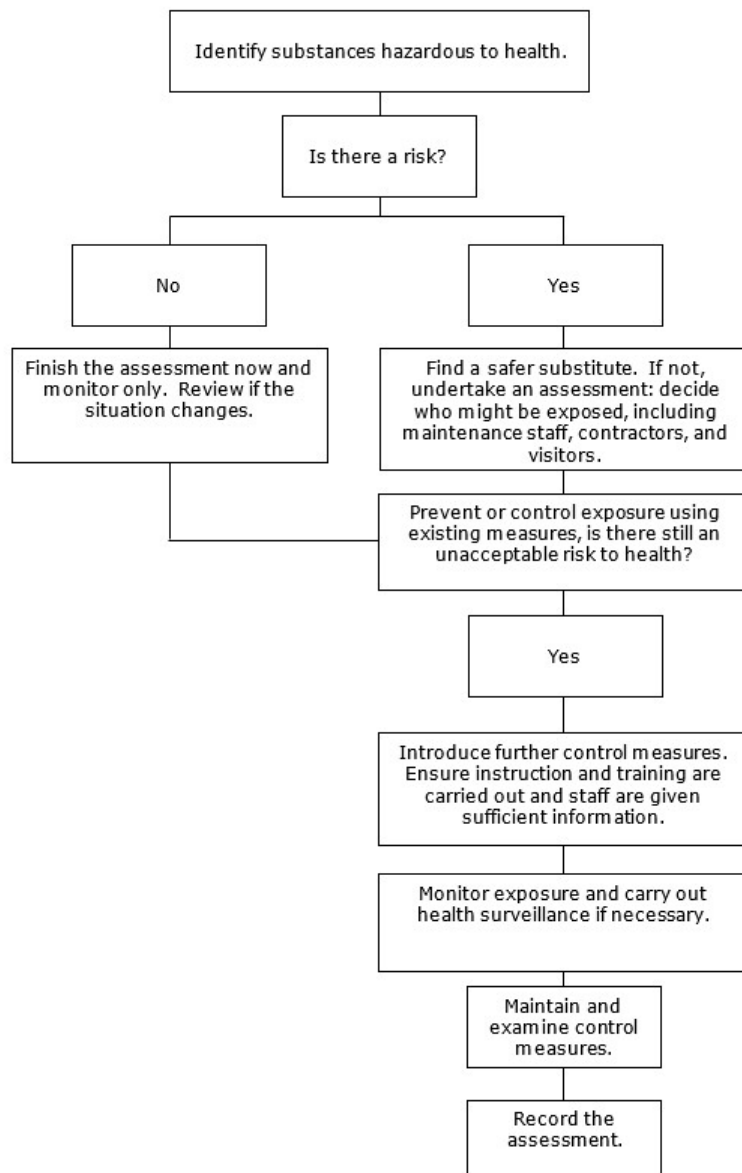 Identify substances hazardous to health.
Is there a risk?
No
Yes
Finish the assessment now and
monitor only.  Review if the
situation changes.
Find a safer substitute.  If not,
undertake an assessment: decide
who might be exposed, including
maintenance staff, contractors, and
visitors.
Prevent or control exposure using
existing measures, is there still an
unacceptable risk to health?
Yes
Introduce further control measures.
Ensure instruction and training are
carried out and staff are given
sufficient information.
Monitor exposure and carry out
health surveillance if necessary.
Maintain and
examine control
measures.
Record the
assessment.